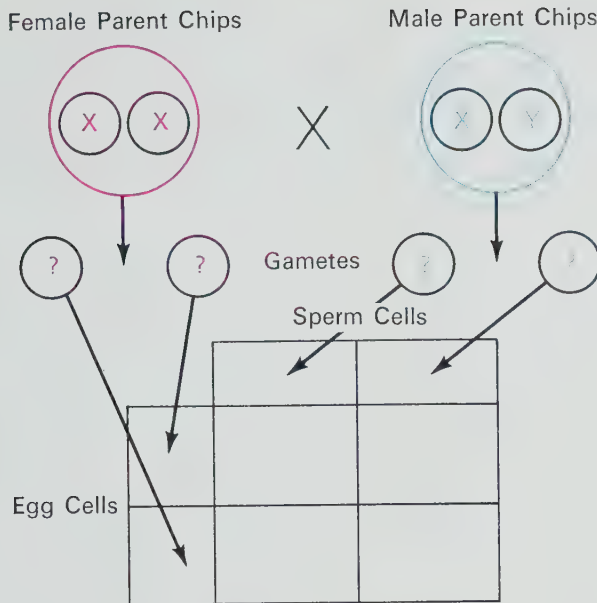 Female Parent Chips
Male Parent Chips
X X
X
X Y
? ?
Gametes
? ?
Sperm Cells
Egg Cells